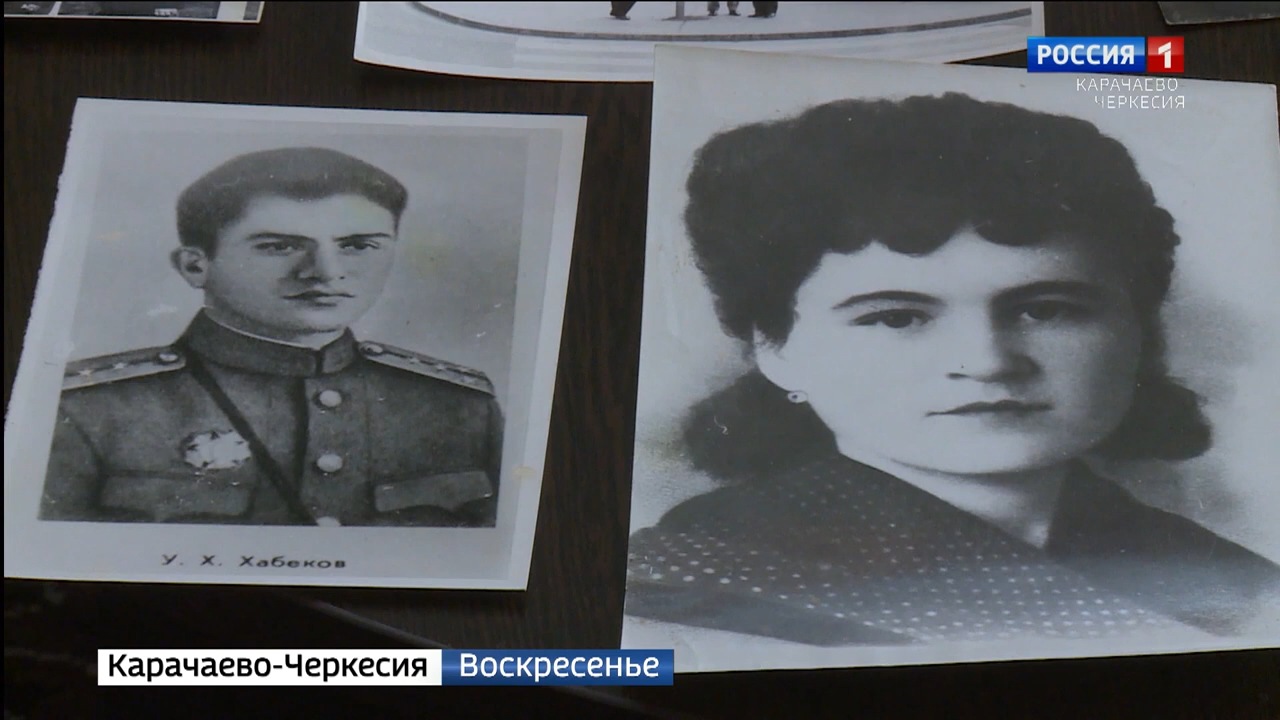 РОССИЯ 1
КАРАЧАЕВО
ЧЕРКЕСИЯ
У. Х. Хабеков
Карачаево-Черкесия Воскресенье